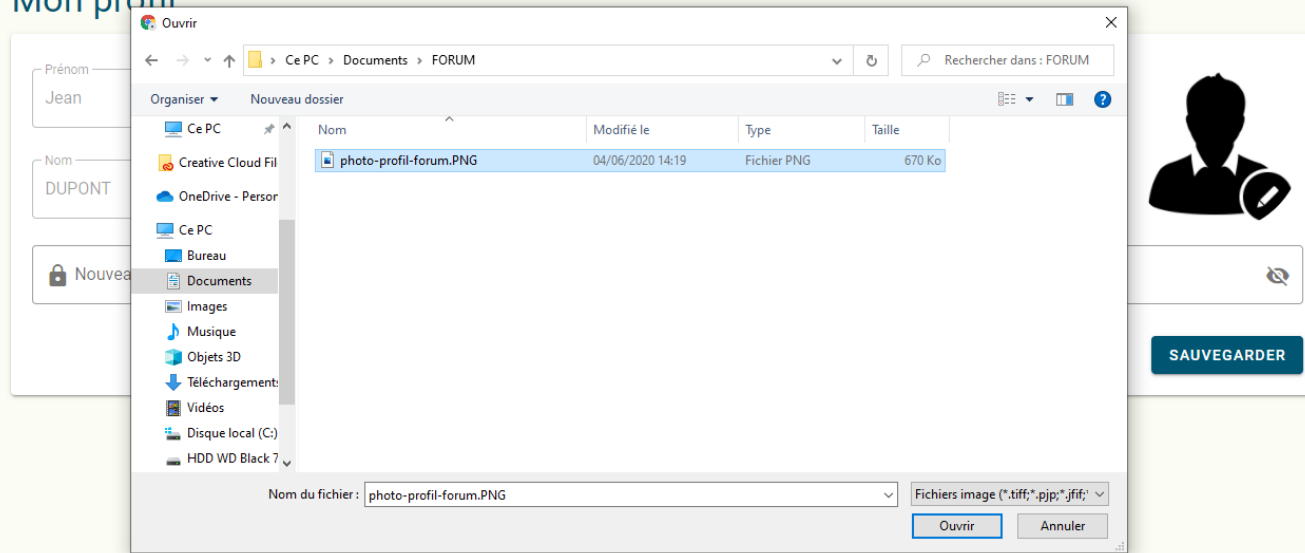 Mon profil
Ouvrir
Ce PC › Documents › FORUM
Rechercher dans : FORUM
Organiser
Nouveau dossier
Prénom
Jean
Nom
DUPONT
Nouvea
Ce PC
Creative Cloud Fil
OneDrive - Person
Ce PC
Bureau
Documents
Images
Musique
Objets 3D
Téléchargements
Vidéos
Disque local (C:)
HDD WD Black 7
Nom
Modifié le
Type
Taille
photo-profil-forum.PNG
04/06/2020 14:19
Fichier PNG
670 Ko
SAUVEGARDER
Nom du fichier :
photo-profil-forum.PNG
Fichiers image (*.tiff;*.pjp;*.jfif;*
Ouvrir
Annuler